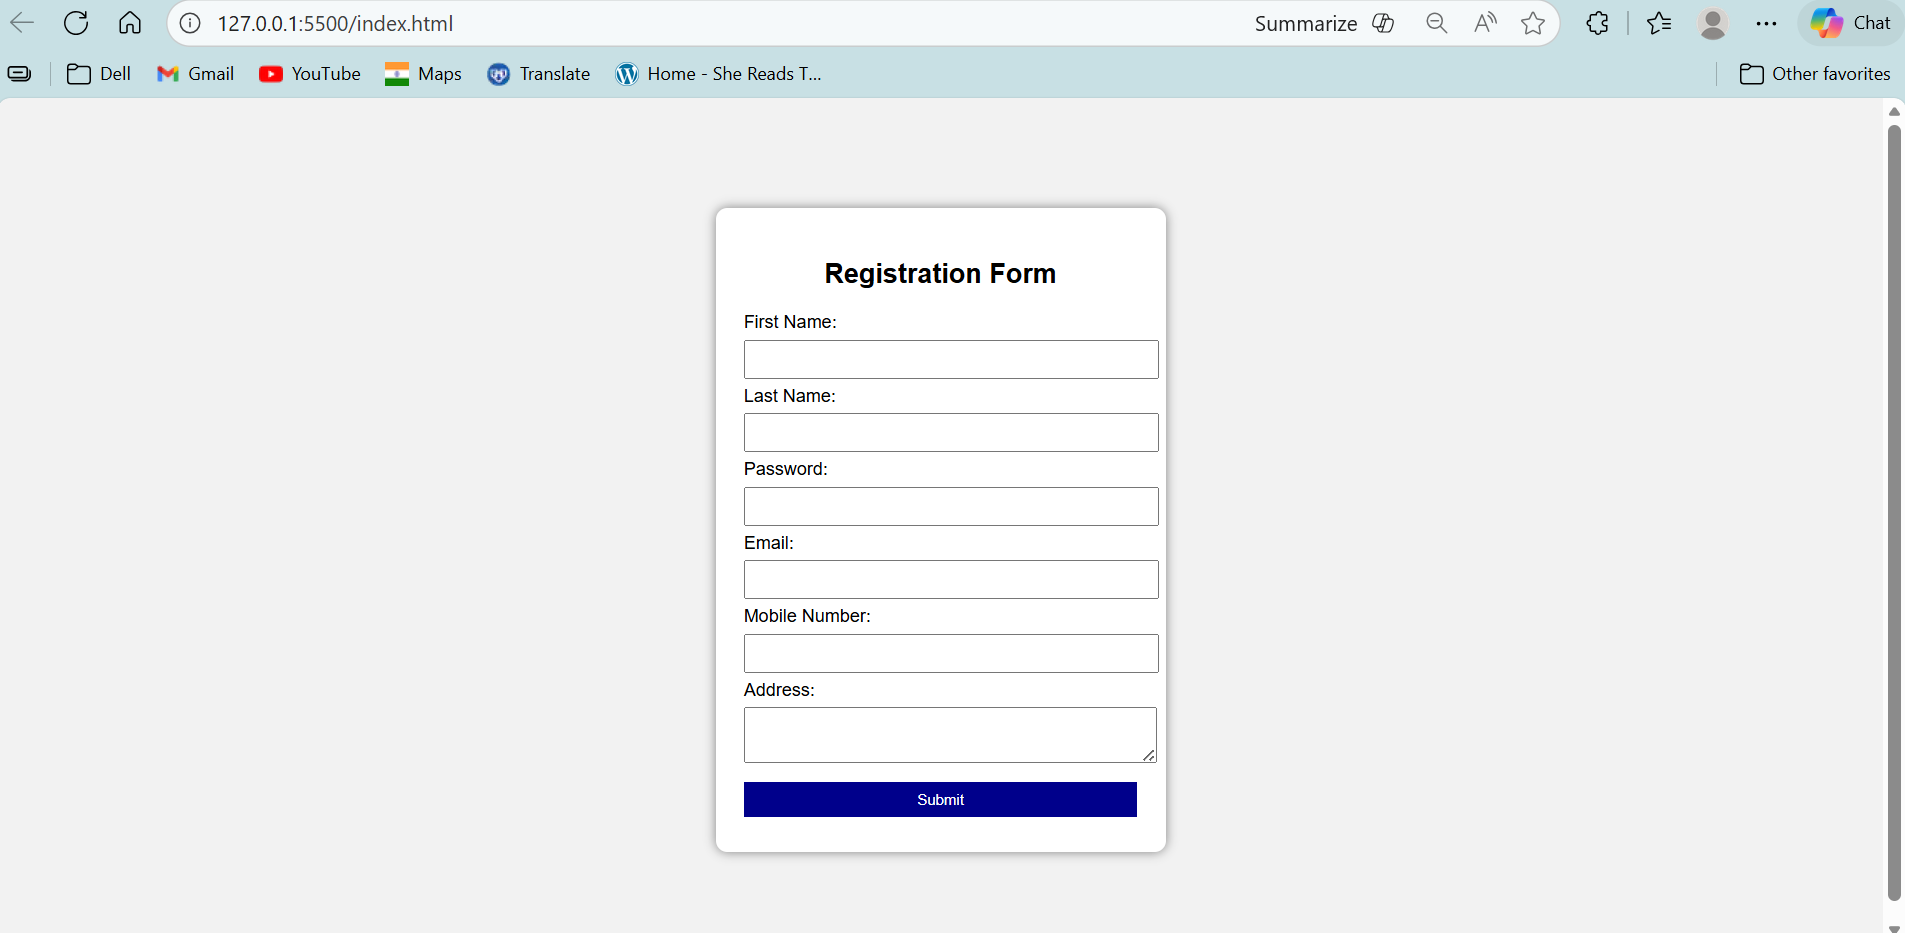 127.0.0.1:5500/index.html Summarize Chat
Dell Gmail YouTube Maps Translate Home - She Reads T... Other favorites
Registration Form
First Name:
Last Name:
Password:
Email:
Mobile Number:
Address:
Submit